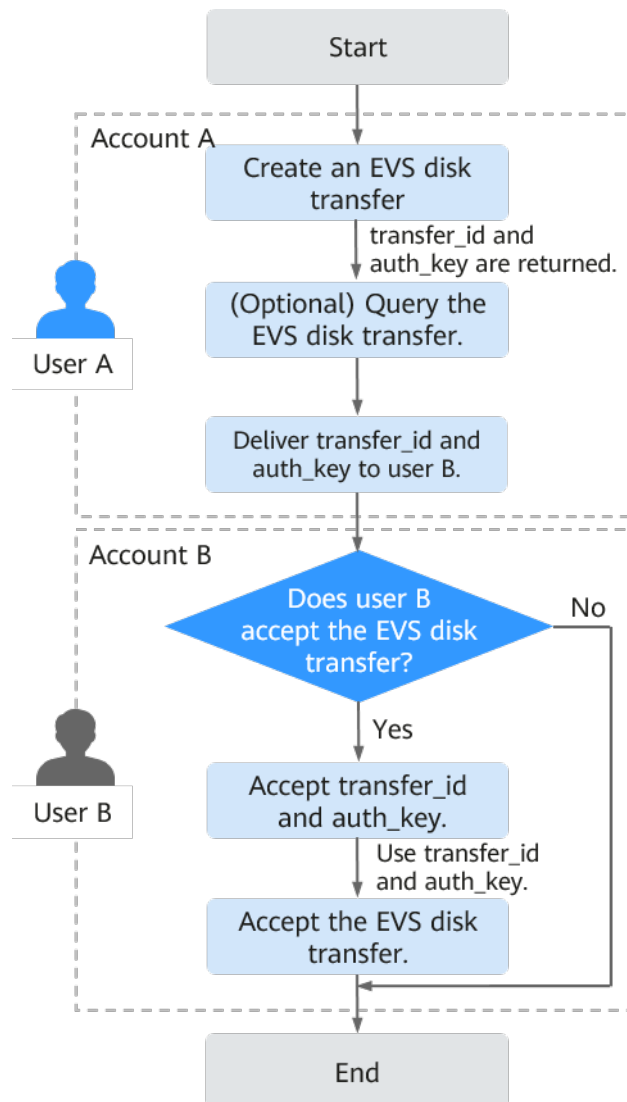 Start
Account A
Create an EVS disk
transfer
transfer_id and
auth_key are returned.
(Optional) Query the
EVS disk transfer.
User A
Deliver transfer_id and
auth_key to user B.
Account B
Does user B
accept the EVS disk
transfer?
No
Yes
User B
Accept transfer_id
and auth_key.
Use transfer_id
and auth_key.
Accept the EVS disk
transfer.
End